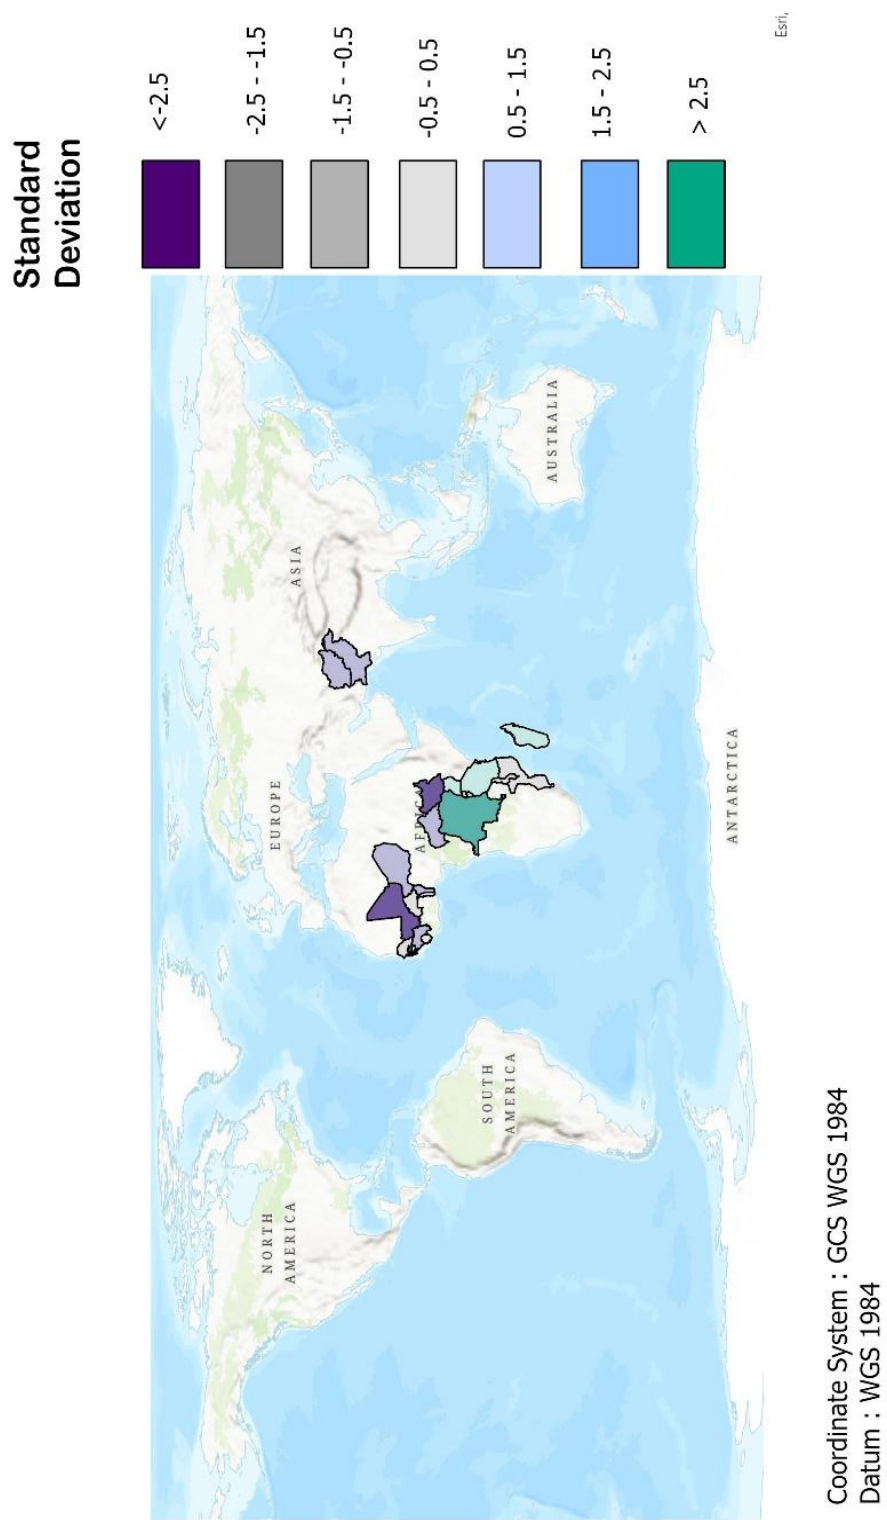 Standard
Deviation
<-2.5
-2.5 - -1.5
-1.5 - -0.5
-0.5 - 0.5
0.5 - 1.5
1.5 - 2.5
> 2.5
NORTH
AMERICA
SOUTH
AMERICA
EUROPE
AFRICA
ASIA
AUSTRALIA
ANTARCTICA
Esri,
Coordinate System : GCS WGS 1984
Datum : WGS 1984